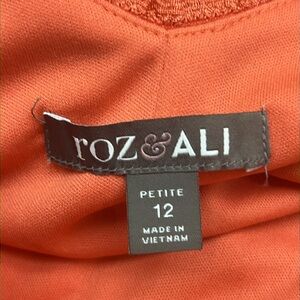 roz&ALI
PETITE
12
MADE IN
VIETNAM